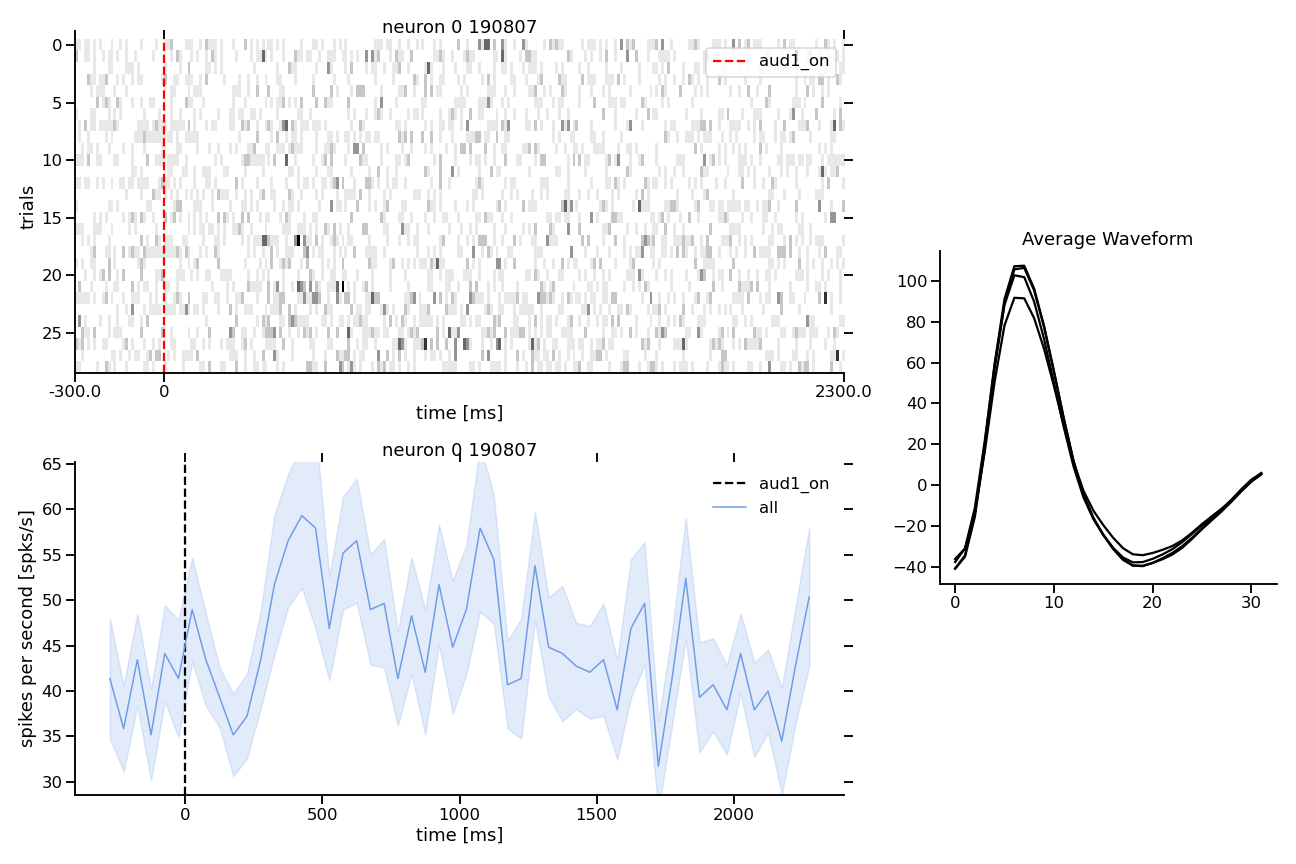 neuron 0 190807
aud1_on
0
5
10
15
20
25
trials
-300.0 0 2300.0
time [ms]
neuron 0 190807
aud1_on
all
65
60
55
50
45
40
35
30
spikes per second [spks/s]
0 500 1000 1500 2000
time [ms]
Average Waveform
100
80
60
40
20
0
−20
−40
0 10 20 30